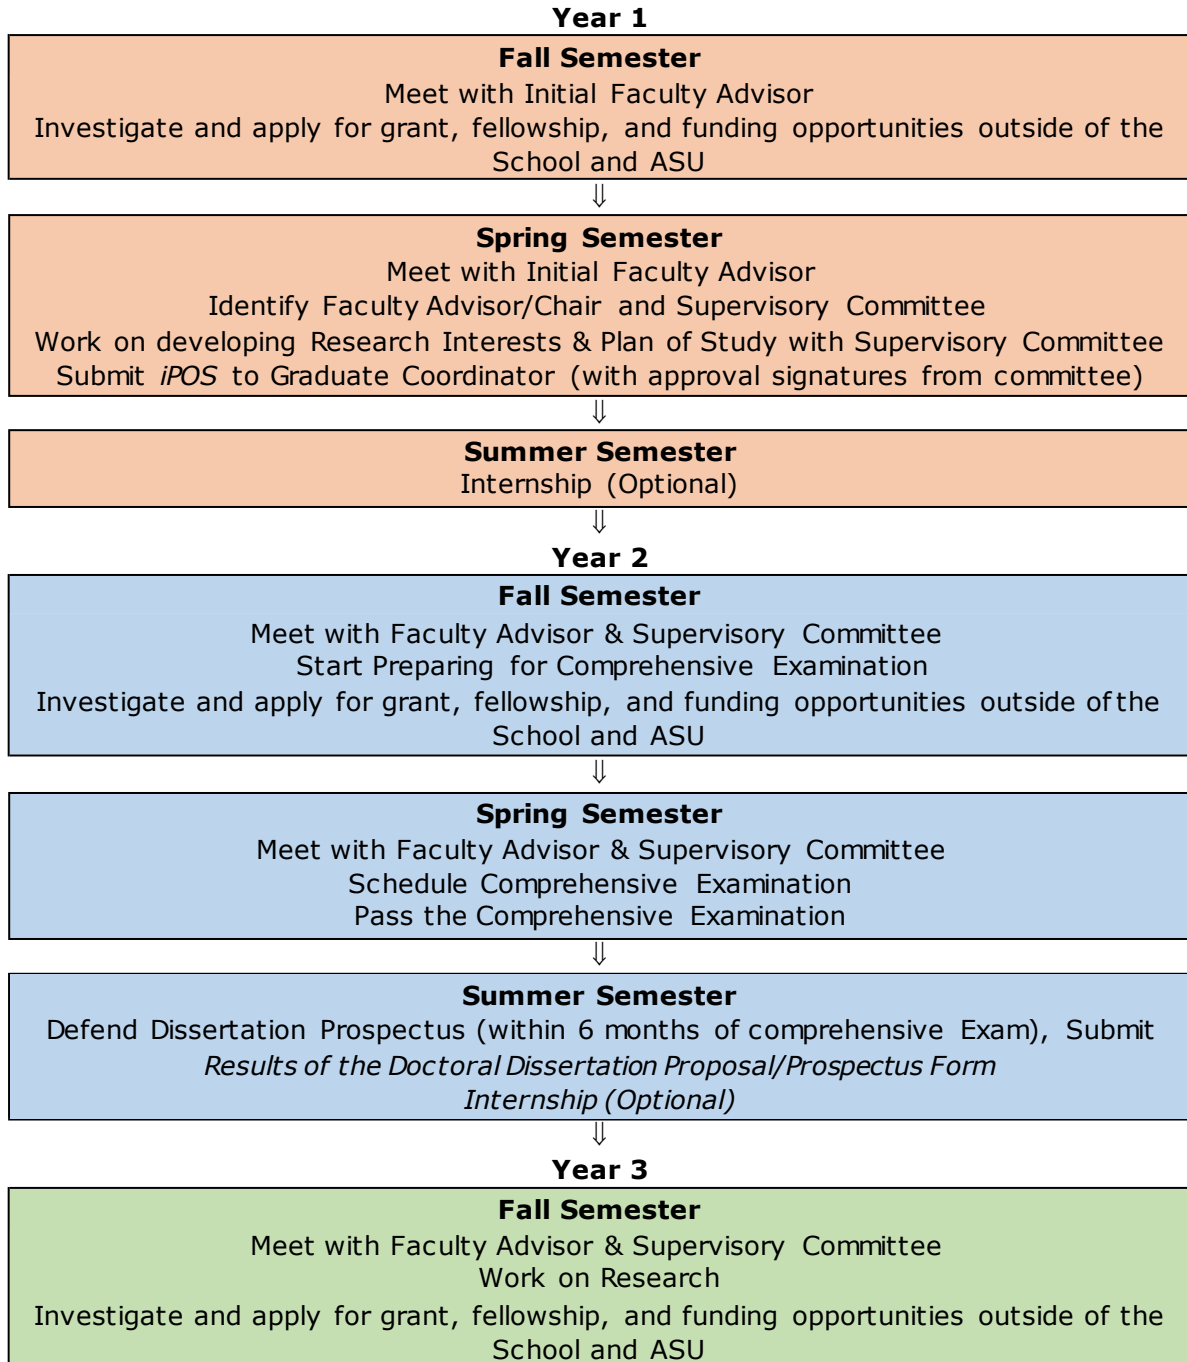 Year 1
Fall Semester
Meet with Initial Faculty Advisor
Investigate and apply for grant, fellowship, and funding opportunities outside of the
School and ASU
⇓
Spring Semester
Meet with Initial Faculty Advisor
Identify Faculty Advisor/Chair and Supervisory Committee
Work on developing Research Interests & Plan of Study with Supervisory Committee
Submit iPOS to Graduate Coordinator (with approval signatures from committee)
⇓
Summer Semester
Internship (Optional)
⇓
Year 2
Fall Semester
Meet with Faculty Advisor & Supervisory Committee
Start Preparing for Comprehensive Examination
Investigate and apply for grant, fellowship, and funding opportunities outside of the
School and ASU
⇓
Spring Semester
Meet with Faculty Advisor & Supervisory Committee
Schedule Comprehensive Examination
Pass the Comprehensive Examination
⇓
Summer Semester
Defend Dissertation Prospectus (within 6 months of comprehensive Exam), Submit
Results of the Doctoral Dissertation Proposal/Prospectus Form
Internship (Optional)
⇓
Year 3
Fall Semester
Meet with Faculty Advisor & Supervisory Committee
Work on Research
Investigate and apply for grant, fellowship, and funding opportunities outside of the
School and ASU